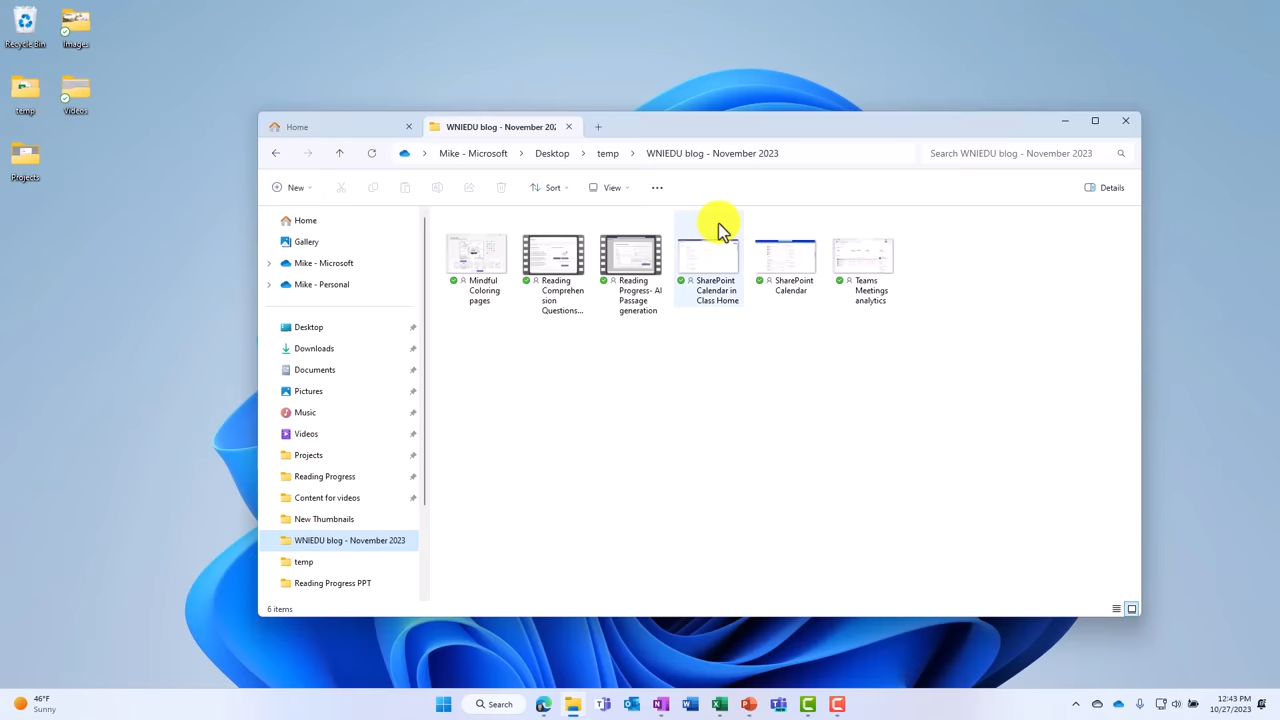 Recycle Bin
Images
temp
Videos
Projects
Home
WNIEDU blog - November 202
Mike - Microsoft
Desktop
temp
WNIEDU blog - November 2023
Search WNIEDU blog - November 2023
New
Sort
View
Details
Home
Gallery
Mike - Microsoft
Mike - Personal
Desktop
Downloads
Documents
Pictures
Music
Videos
Projects
Reading Progress
Content for videos
New Thumbnails
WNIEDU blog - November 2023
temp
Reading Progress PPT
Mindful
Coloring
pages
Reading
Comprehen
sion
Questions...
Reading
Progress- AI
Passage
generation
SharePoint
Calendar in
Class Home
SharePoint
Calendar
Teams
Meetings
analytics
6 items
46°F
Sunny
Search
12:43 PM
10/27/2023